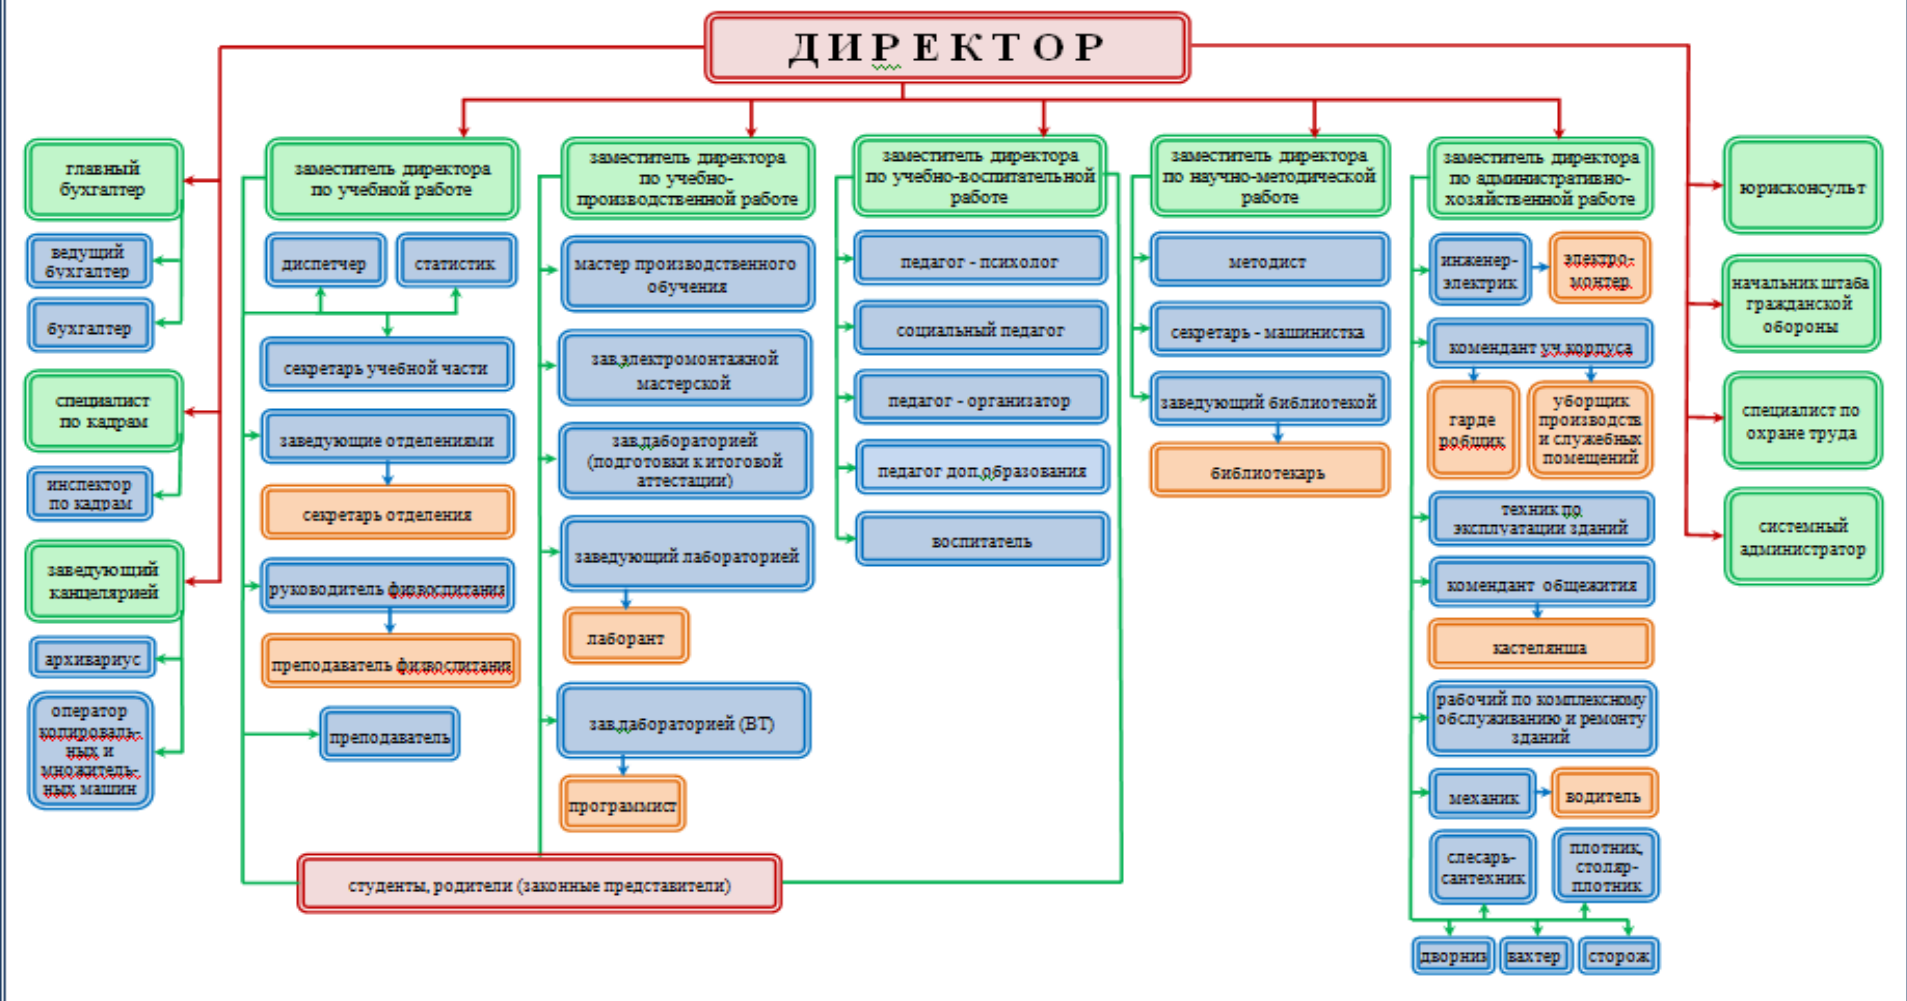 ДИРЕКТОР
главный
бухгалтер
ведущий
бухгалтер
бухгалтер
специалист
по кадрам
инспектор
по кадрам
заведующий
канцелярией
архивариус
оператор
копироваль-
ных и
множитель-
ных машин
заместитель директора
по учебной работе
диспетчер
статистик
секретарь учебной части
заведующие отделениями
секретарь отделения
руководитель физвоспитания
преподаватель физвоспитания
преподаватель
заместитель директора
по учебно-
производственной работе
мастер производственного
обучения
зав.электромонтажной
мастерской
зав.лабораторией
(подготовки к итоговой
аттестации)
заведующий лабораторией
лаборант
зав.лабораторией (ВТ)
программист
студенты, родители (законные представители)
заместитель директора
по учебно-воспитательной
работе
педагог - психолог
социальный педагог
педагог - организатор
педагог доп.образования
воспитатель
заместитель директора
по научно-методической
работе
методист
секретарь - машинистка
заведующий библиотекой
библиотекарь
заместитель директора
по административно-
хозяйственной работе
инженер-
электрик
электро-
монтер
комендант уч.корпуса
гарде
робщик
уборщик
производств
и служебных
помещений
техник по
эксплуатации зданий
комендант общежития
кастелянша
рабочий по комплексному
обслуживанию и ремонту
зданий
механик
водитель
слесарь-
сантехник
плотник,
столяр-
плотник
дворник
вахтер
сторож
юрисконсульт
начальник штаба
гражданской
обороны
специалист по
охране труда
системный
администратор